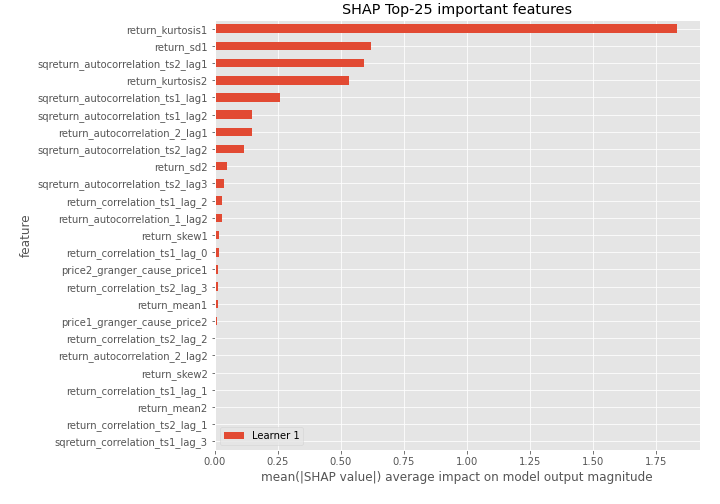 SHAP Top-25 important features
return_kurtosis1
return_sd1
sqreturn_autocorrelation_ts2_lag1
return_kurtosis2
sqreturn_autocorrelation_ts1_lag1
sqreturn_autocorrelation_ts1_lag2
return_autocorrelation_2_lag1
sqreturn_autocorrelation_ts2_lag2
return_sd2
sqreturn_autocorrelation_ts2_lag3
return_correlation_ts1_lag_2
return_autocorrelation_1_lag2
return_skew1
return_correlation_ts1_lag_0
price2_granger_cause_price1
return_correlation_ts2_lag_3
return_mean1
price1_granger_cause_price2
return_correlation_ts2_lag_2
return_autocorrelation_2_lag2
return_skew2
return_correlation_ts1_lag_1
return_mean2
return_correlation_ts2_lag_1
sqreturn_correlation_ts1_lag_3
feature
Learner 1
0.00 0.25 0.50 0.75 1.00 1.25 1.50 1.75
mean(|SHAP value|) average impact on model output magnitude